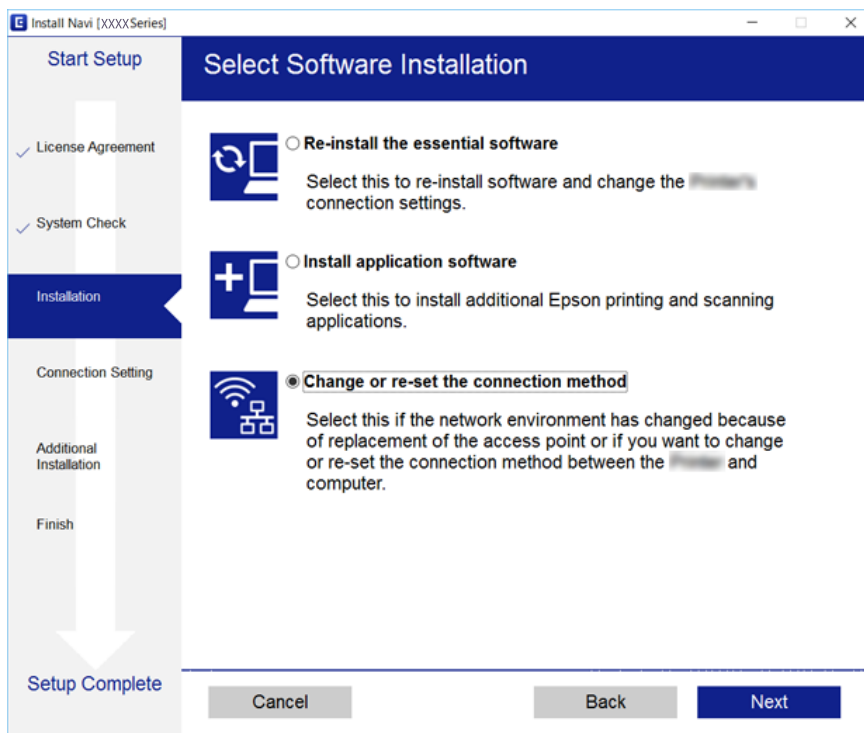 E Install Navi [XXXX Series]
Start Setup
License Agreement
System Check
Installation
Connection Setting
Additional
Installation
Finish
Setup Complete
Select Software Installation
Re-install the essential software
Select this to re-install software and change the
connection settings.
Install application software
Select this to install additional Epson printing and scanning
applications.
Change or re-set the connection method
Select this if the network environment has changed because
of replacement of the access point or if you want to change
or re-set the connection method between the and
computer.
Cancel
Back
Next